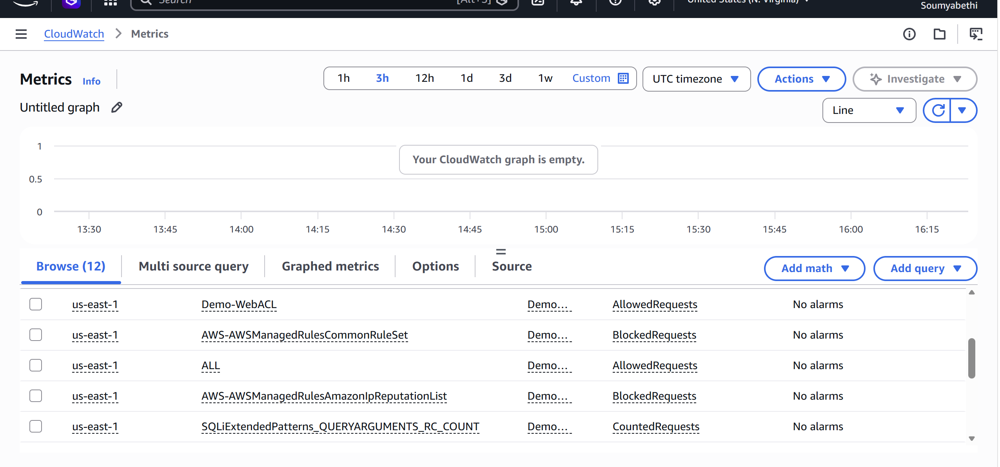 Search [Alt+S] United States (N. Virginia)
Soumyabethi
CloudWatch Metrics
Metrics Info 1h 3h 12h 1d 3d 1w Custom UTC timezone Actions Investigate
Untitled graph Line
1
Your CloudWatch graph is empty.
0.5
0
13:30 13:45 14:00 14:15 14:30 14:45 15:00 15:15 15:30 15:45 16:00 16:15
Browse (12) Multi source query Graphed metrics Options Source Add math Add query
us-east-1 Demo-WebACL Demo... AllowedRequests No alarms
us-east-1 AWS-AWSManagedRulesCommonRuleSet Demo... BlockedRequests No alarms
us-east-1 ALL Demo... AllowedRequests No alarms
us-east-1 AWS-AWSManagedRulesAmazonIpReputationList Demo... BlockedRequests No alarms
us-east-1 SQLiExtendedPatterns_QUERYARGUMENTS_RC_COUNT Demo... CountedRequests No alarms